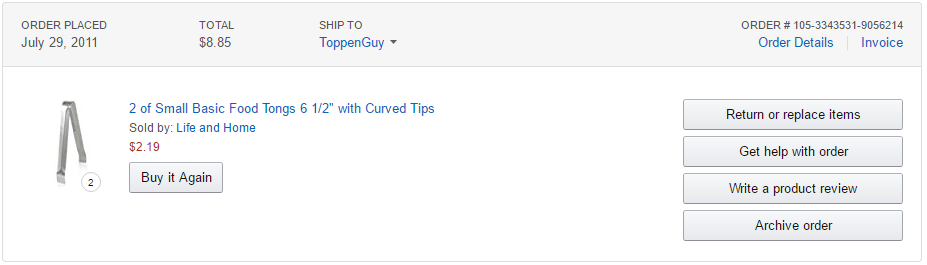 ORDER PLACED
July 29, 2011
TOTAL
$8.85
SHIP TO
ToppenGuy
ORDER # 105-3343531-9056214
Order Details
Invoice
2
2 of Small Basic Food Tongs 6 1/2" with Curved Tips
Sold by: Life and Home
$2.19
Buy it Again
Return or replace items
Get help with order
Write a product review
Archive order